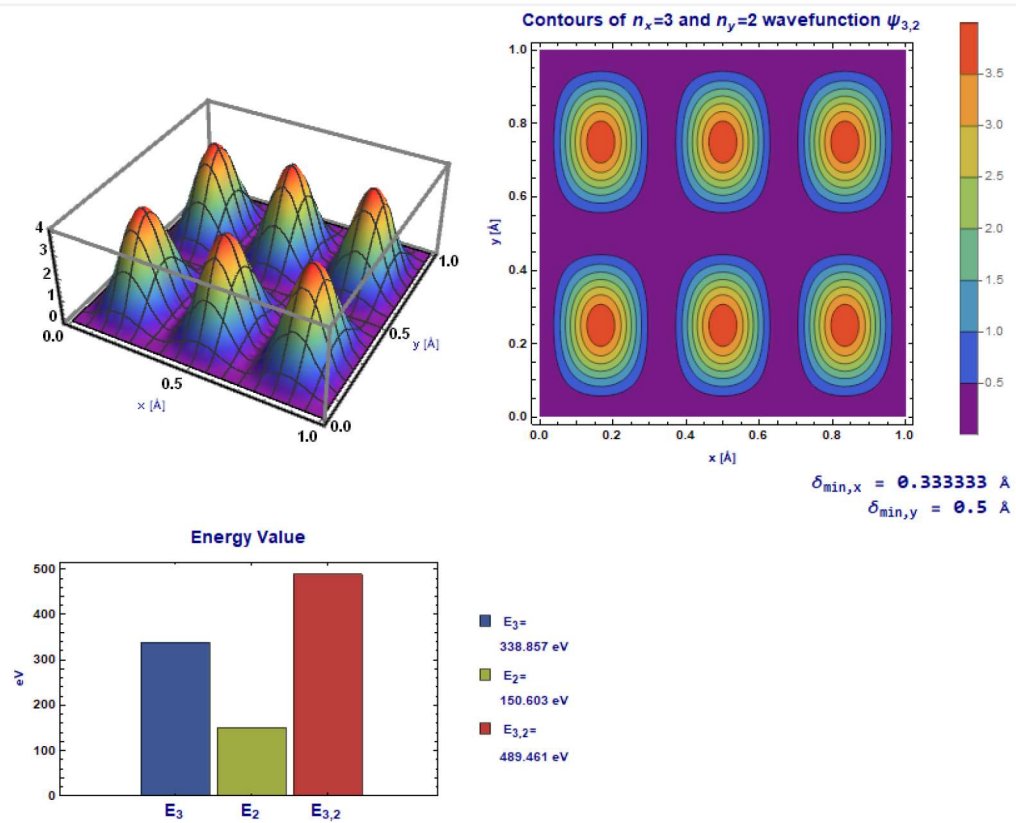 Contours of nx=3 and ny=2 wavefunction ψ3,2
4
3
2
1
0
0.0
0.5
x [Å]
1.0
0.0
0.5
y [Å]
1.0
1.0
0.8
0.6
0.4
0.2
0.0
y [Å]
0.0 0.2 0.4 0.6 0.8 1.0
x [Å]
3.5
3.0
2.5
2.0
1.5
1.0
0.5
δmin,x = 0.333333 Å
δmin,y = 0.5 Å
Energy Value
500
400
300
200
100
0
eV
E3 E2 E3,2
E3=
338.857 eV
E2=
150.603 eV
E3,2=
489.461 eV